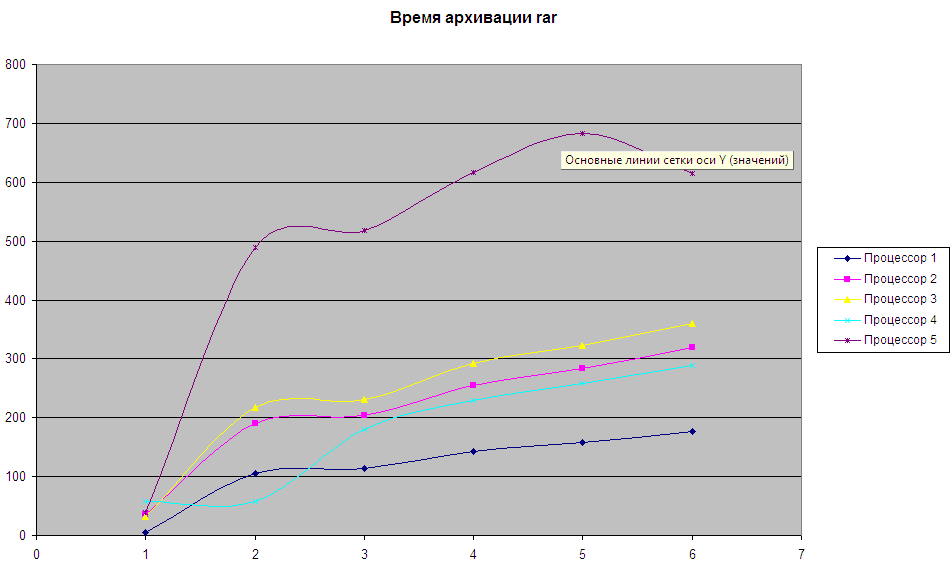 Время архивации rar
800
700
600
500
400
300
200
100
0
0 1 2 3 4 5 6 7
Основные линии сетки оси Y (значений)
Процессор 1
Процессор 2
Процессор 3
Процессор 4
Процессор 5